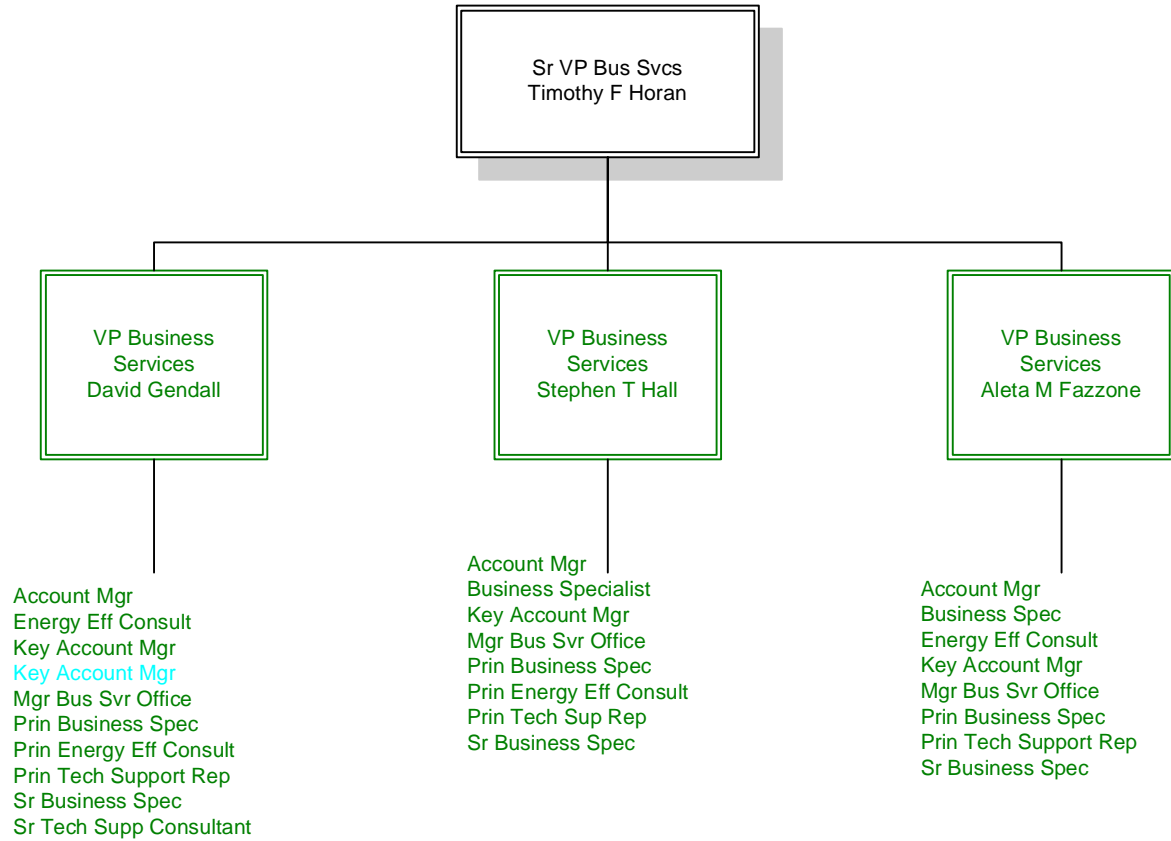 Sr VP Bus Svcs
Timothy F Horan
VP Business
Services
David Gendall
VP Business
Services
Stephen T Hall
VP Business
Services
Aleta M Fazzone
Account Mgr
Energy Eff Consult
Key Account Mgr
Key Account Mgr
Mgr Bus Svr Office
Prin Business Spec
Prin Energy Eff Consult
Prin Tech Support Rep
Sr Business Spec
Sr Tech Supp Consultant
Account Mgr
Business Specialist
Key Account Mgr
Mgr Bus Svr Office
Prin Business Spec
Prin Energy Eff Consult
Prin Tech Sup Rep
Sr Business Spec
Account Mgr
Business Spec
Energy Eff Consult
Key Account Mgr
Mgr Bus Svr Office
Prin Business Spec
Prin Tech Support Rep
Sr Business Spec